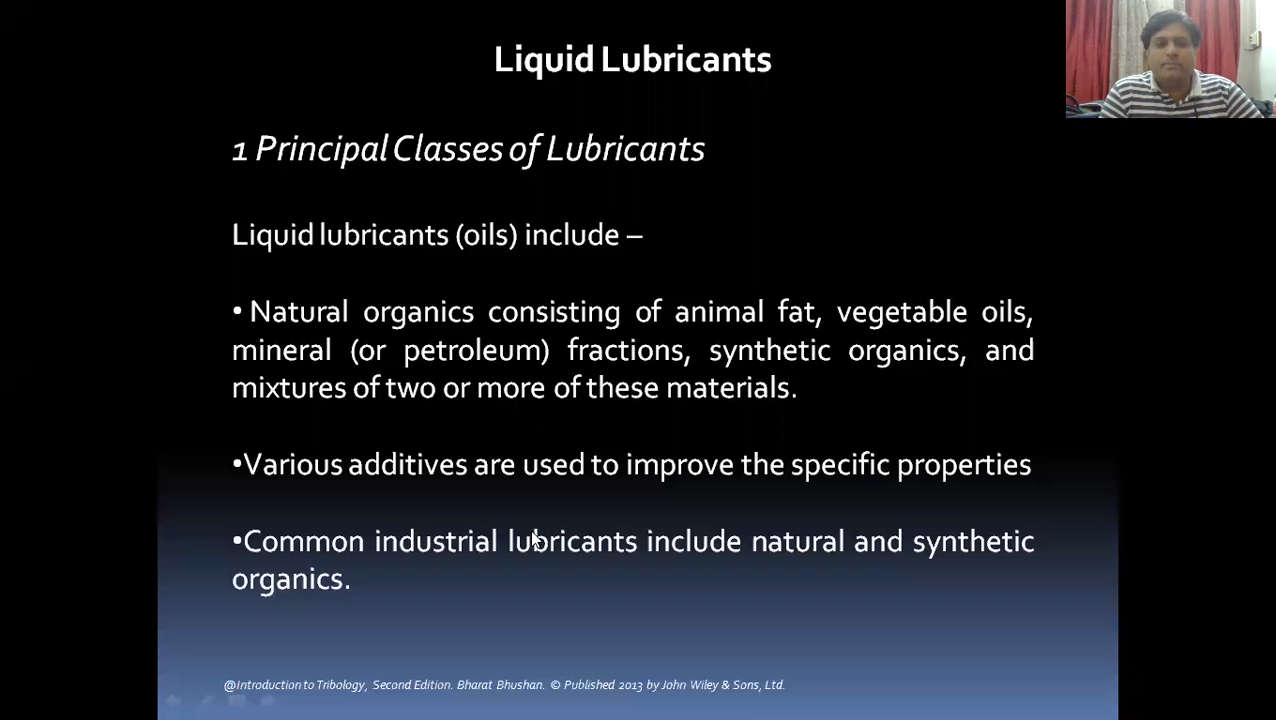 Liquid Lubricants
1 Principal Classes of Lubricants
Liquid lubricants (oils) include –
• Natural organics consisting of animal fat, vegetable oils,
mineral (or petroleum) fractions, synthetic organics, and
mixtures of two or more of these materials.
•Various additives are used to improve the specific properties
•Common industrial lubricants include natural and synthetic
organics.
@Introduction to Tribology, Second Edition. Bharat Bhushan. © Published 2013 by John Wiley & Sons, Ltd.